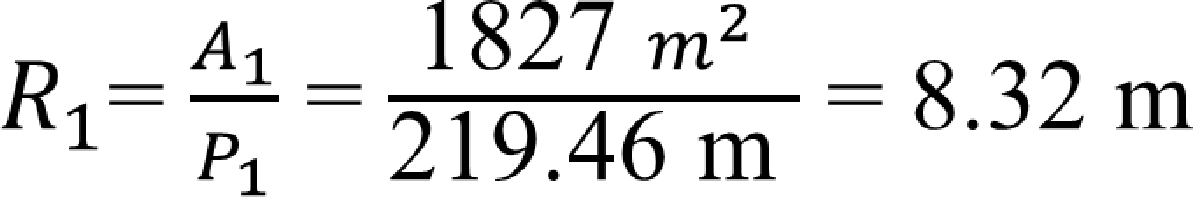 R₁ = A₁/P₁ = 1827 m²/219.46 m = 8.32 m